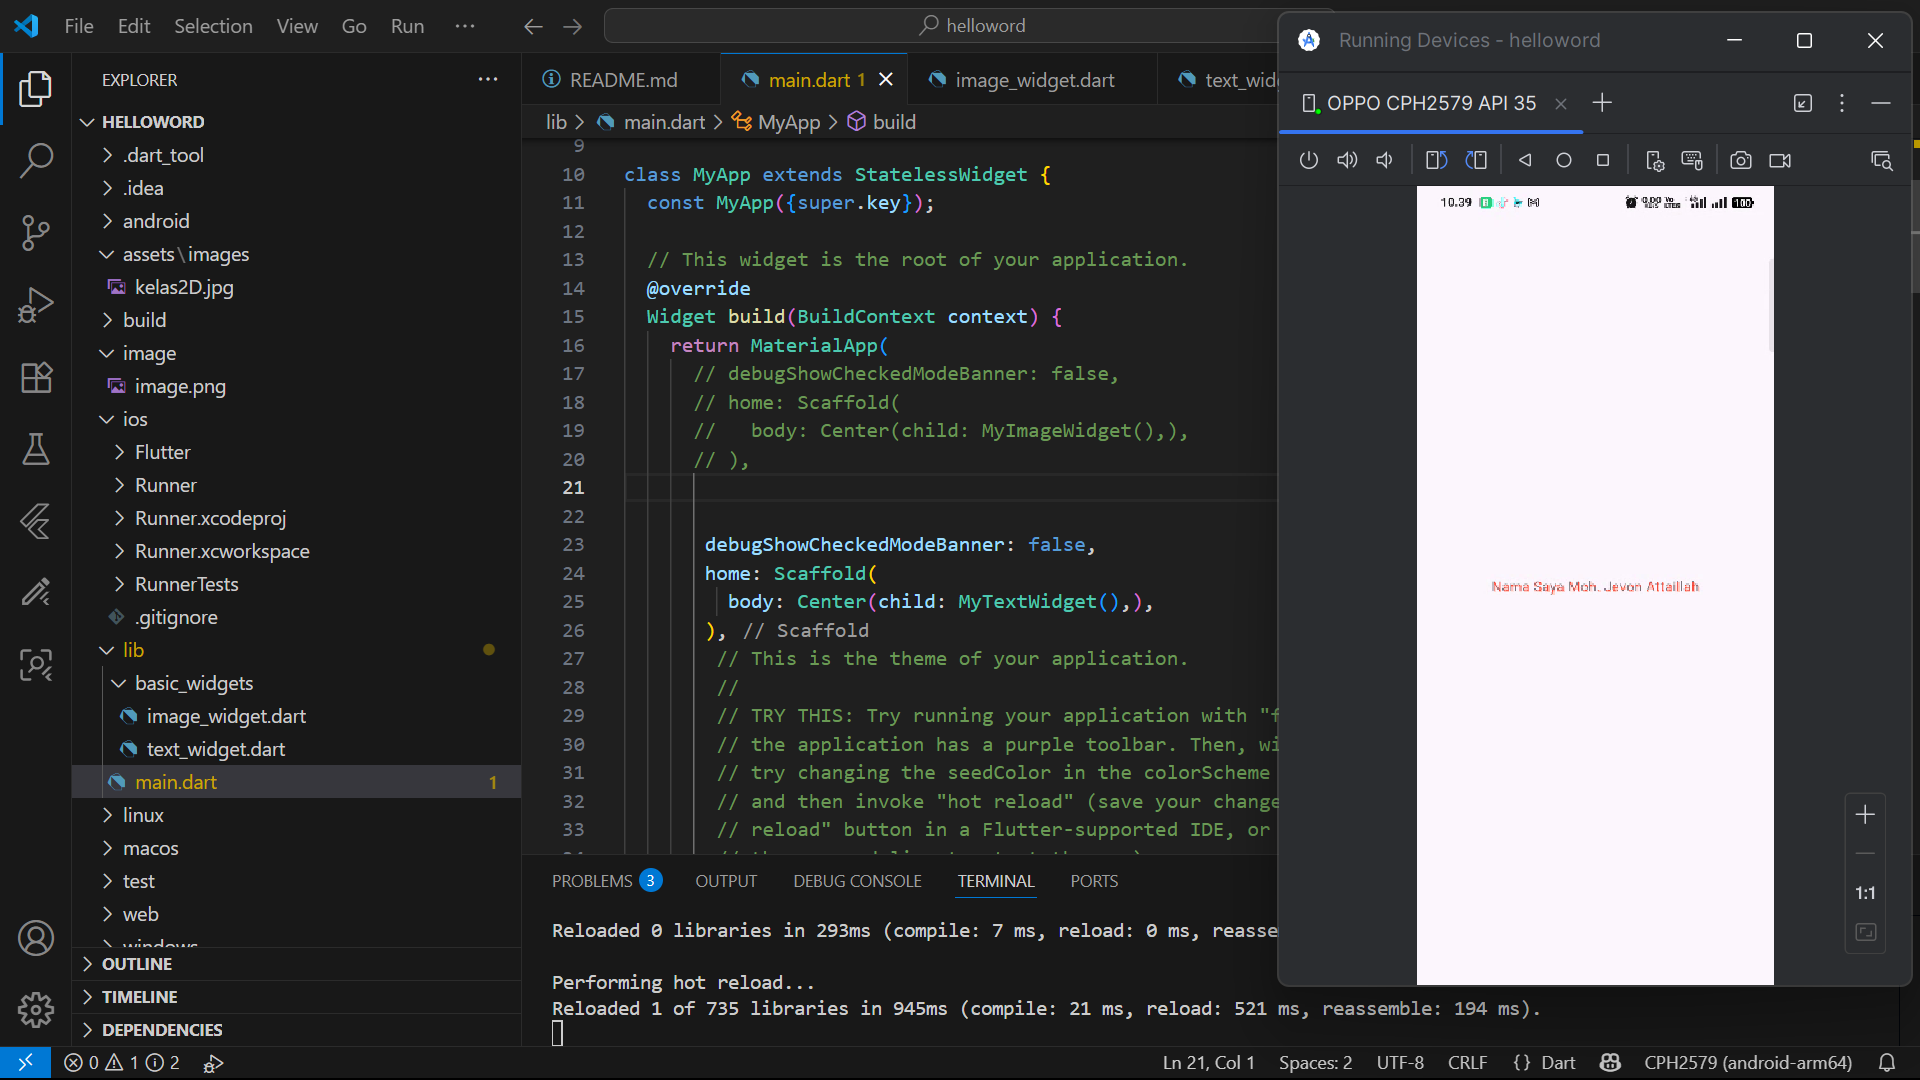 File Edit Selection View Go Run ··· helloword
EXPLORER ···
HELLOWORD
.dart_tool
.idea
android
assets\images
kelas2D.jpg
build
image
image.png
ios
Flutter
Runner
Runner.xcodeproj
Runner.xcworkspace
RunnerTests
.gitignore
lib
basic_widgets
image_widget.dart
text_widget.dart
main.dart 1
linux
macos
test
web
windows
OUTLINE
TIMELINE
DEPENDENCIES
README.md main.dart 1 image_widget.dart
lib > main.dart > MyApp > build
9
10 class MyApp extends StatelessWidget {
11 const MyApp({super.key});
12
13 // This widget is the root of your application.
14 @override
15 Widget build(BuildContext context) {
16 return MaterialApp(
17 // debugShowCheckedModeBanner: false,
18 // home: Scaffold(
19 //   body: Center(child: MyImageWidget(),),
20 // ),
21
22
23 debugShowCheckedModeBanner: false,
24 home: Scaffold(
25 body: Center(child: MyTextWidget(),),
26 ), // Scaffold
27 // This is the theme of your application.
28 //
29 // TRY THIS: Try running your application with "f
30 // the application has a purple toolbar. Then, wi
31 // try changing the seedColor in the colorScheme
32 // and then invoke "hot reload" (save your change
33 // reload" button in a Flutter-supported IDE, or
PROBLEMS 3 OUTPUT DEBUG CONSOLE TERMINAL PORTS
Reloaded 0 libraries in 293ms (compile: 7 ms, reload: 0 ms, reasse
Performing hot reload...
Reloaded 1 of 735 libraries in 945ms (compile: 21 ms, reload: 521 ms, reassemble: 194 ms).
Running Devices - helloword
OPPO CPH2579 API 35
10.39 100
Nama Saya Moh. Jevon Attaillah
1:1
0 1 2 Ln 21, Col 1 Spaces: 2 UTF-8 CRLF {} Dart CPH2579 (android-arm64)